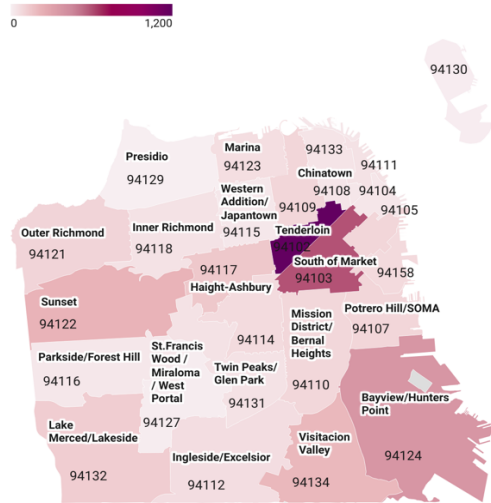 0 1,200
94130
Presidio
94129
Marina
94123
94133
Chinatown
94108
94111
94104
94105
Western
Addition/
Japantown
94115
94109
Outer Richmond
94121
Inner Richmond
94118
Tenderloin
94102
South of Market
94103
94158
94117
Haight-Ashbury
Sunset
94122
Potrero Hill/SOMA
94107
Mission
District/
Bernal
Heights
94110
94114
Twin Peaks/
Glen Park
94131
St.Francis
Wood /
Miraloma
/ West
Portal
94127
Parkside/Forest Hill
94116
Bayview/Hunters
Point
94124
Lake
Merced/Lakeside
94132
Ingleside/Excelsior
94112
Visitacion
Valley
94134